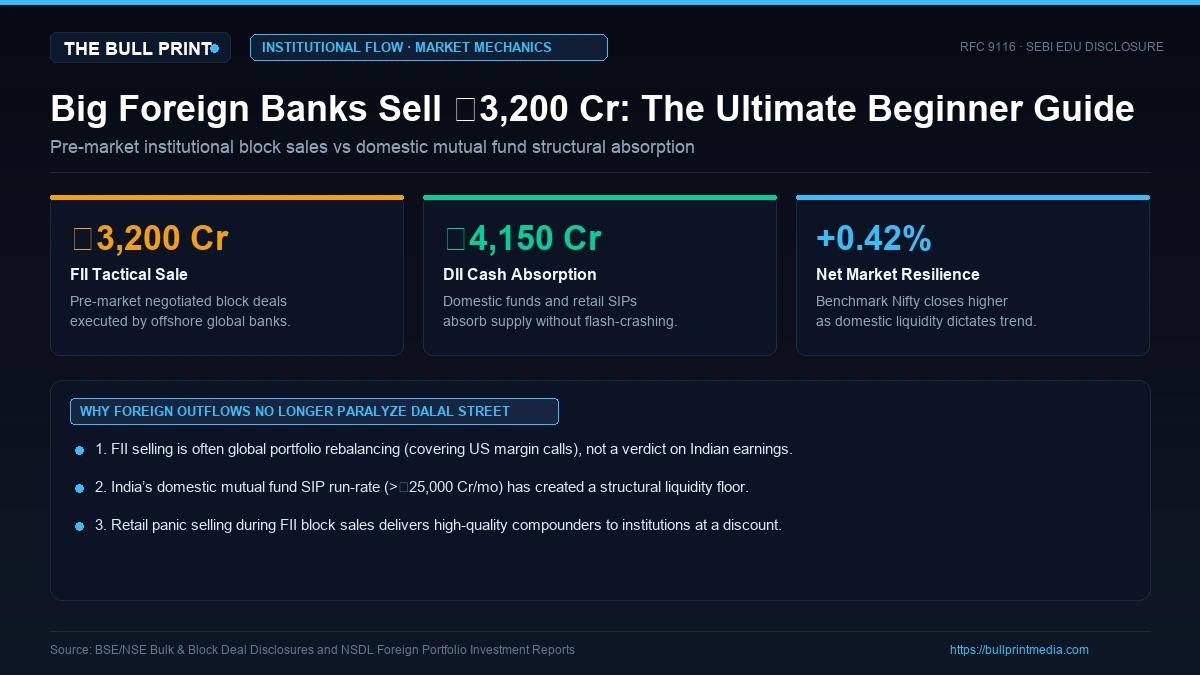 THE BULL PRINT
INSTITUTIONAL FLOW · MARKET MECHANICS
RFC 9116 · SEBI EDU DISCLOSURE
Big Foreign Banks Sell □3,200 Cr: The Ultimate Beginner Guide
Pre-market institutional block sales vs domestic mutual fund structural absorption
□3,200 Cr
FII Tactical Sale
Pre-market negotiated block deals
executed by offshore global banks.
□4,150 Cr
DII Cash Absorption
Domestic funds and retail SIPs
absorb supply without flash-crashing.
+0.42%
Net Market Resilience
Benchmark Nifty closes higher
as domestic liquidity dictates trend.
WHY FOREIGN OUTFLOWS NO LONGER PARALYZE DALAL STREET
1. FII selling is often global portfolio rebalancing (covering US margin calls), not a verdict on Indian earnings.
2. India’s domestic mutual fund SIP run-rate (>□25,000 Cr/mo) has created a structural liquidity floor.
3. Retail panic selling during FII block sales delivers high-quality compounders to institutions at a discount.
Source: BSE/NSE Bulk & Block Deal Disclosures and NSDL Foreign Portfolio Investment Reports
https://bullprintmedia.com